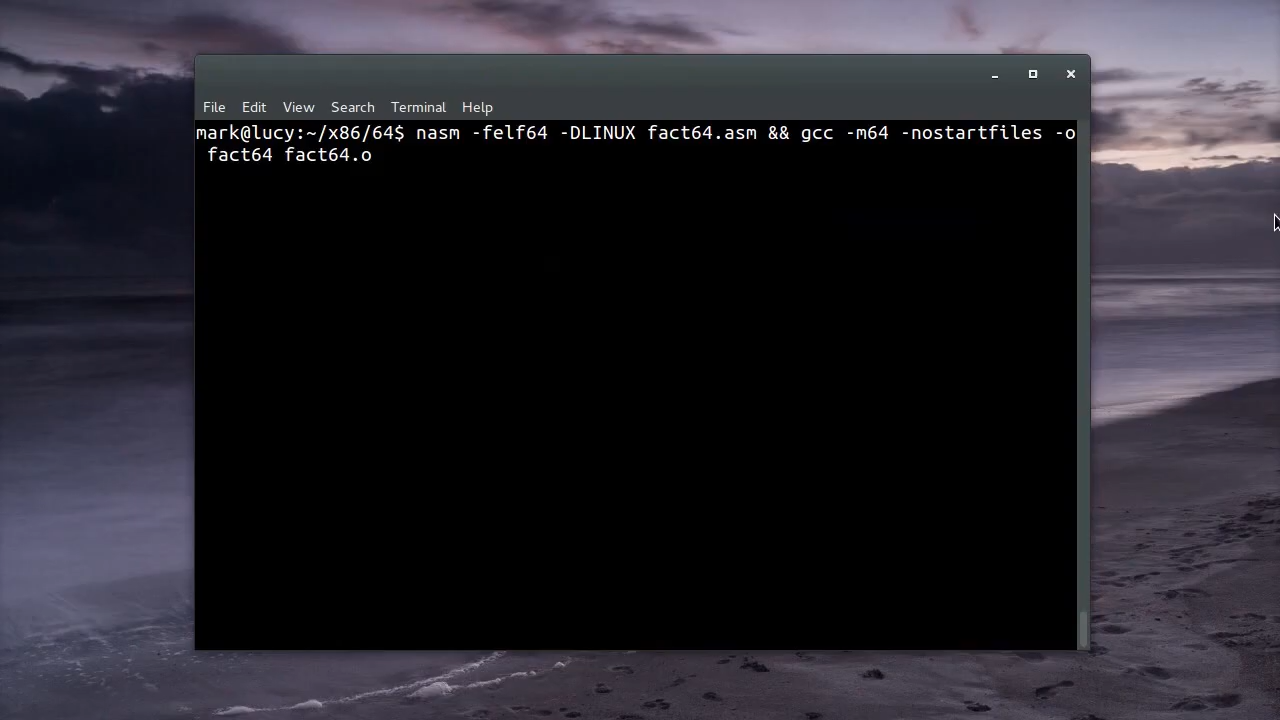 File Edit View Search Terminal Help
mark@lucy:~/x86/64$ nasm -felf64 -DLINUX fact64.asm && gcc -m64 -nostartfiles -o
fact64 fact64.o